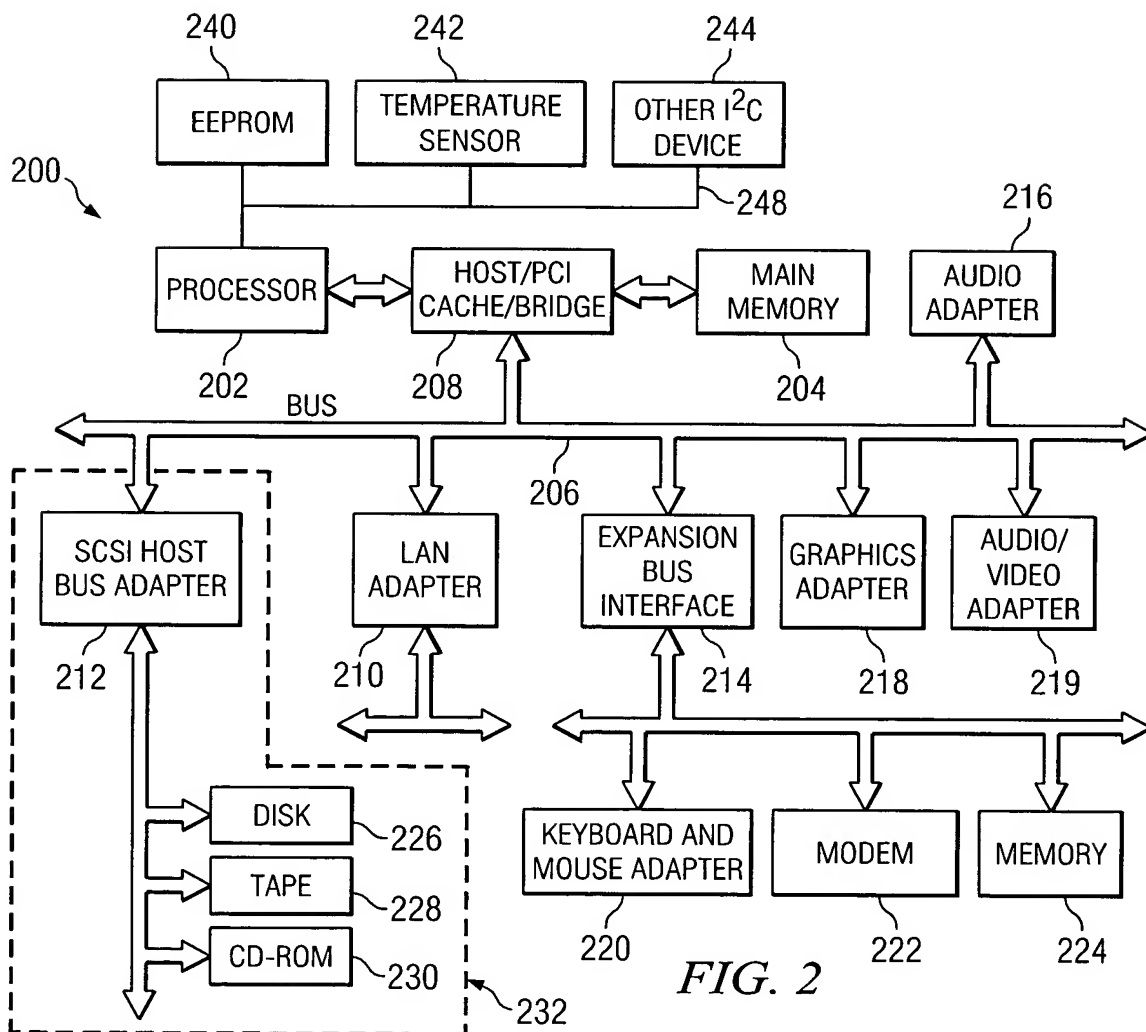 240
242
244
EEPROM
TEMPERATURE
SENSOR
OTHER I²C
DEVICE
200
248
216
PROCESSOR
HOST/PCI
CACHE/BRIDGE
MAIN
MEMORY
AUDIO
ADAPTER
202
208
204
BUS
206
SCSI HOST
BUS ADAPTER
LAN
ADAPTER
EXPANSION
BUS
INTERFACE
GRAPHICS
ADAPTER
AUDIO/
VIDEO
ADAPTER
212
210
214
218
219
DISK
226
TAPE
228
CD-ROM
230
232
KEYBOARD AND
MOUSE ADAPTER
MODEM
MEMORY
220
222
224
FIG. 2